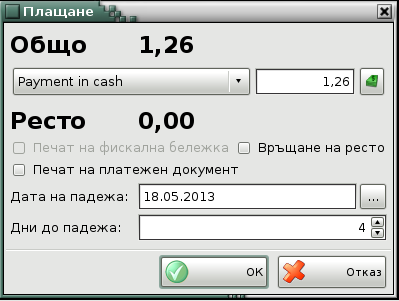 Плащане
Общо 1,26
Payment in cash 1,26
Ресто 0,00
Печат на фискална бележка Връщане на ресто
Печат на платежен документ
Дата на падежа: 18.05.2013 ...
Дни до падежа: 4
OK Отказ